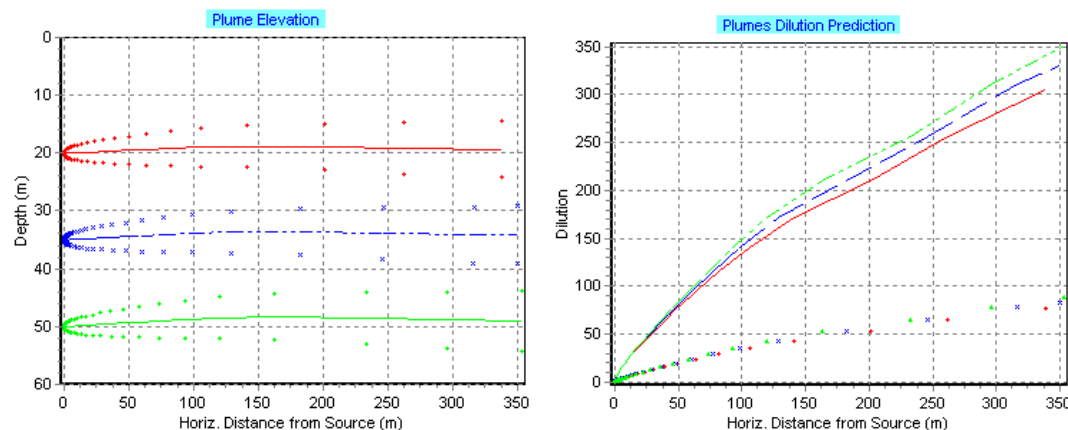 Plume Elevation
0
10
20
30
40
50
60
Depth (m)
0 50 100 150 200 250 300 350
Horiz. Distance from Source (m)
Plumes Dilution Prediction
350
300
250
200
150
100
50
0
Dilution
0 50 100 150 200 250 300 350
Horiz. Distance from Source (m)